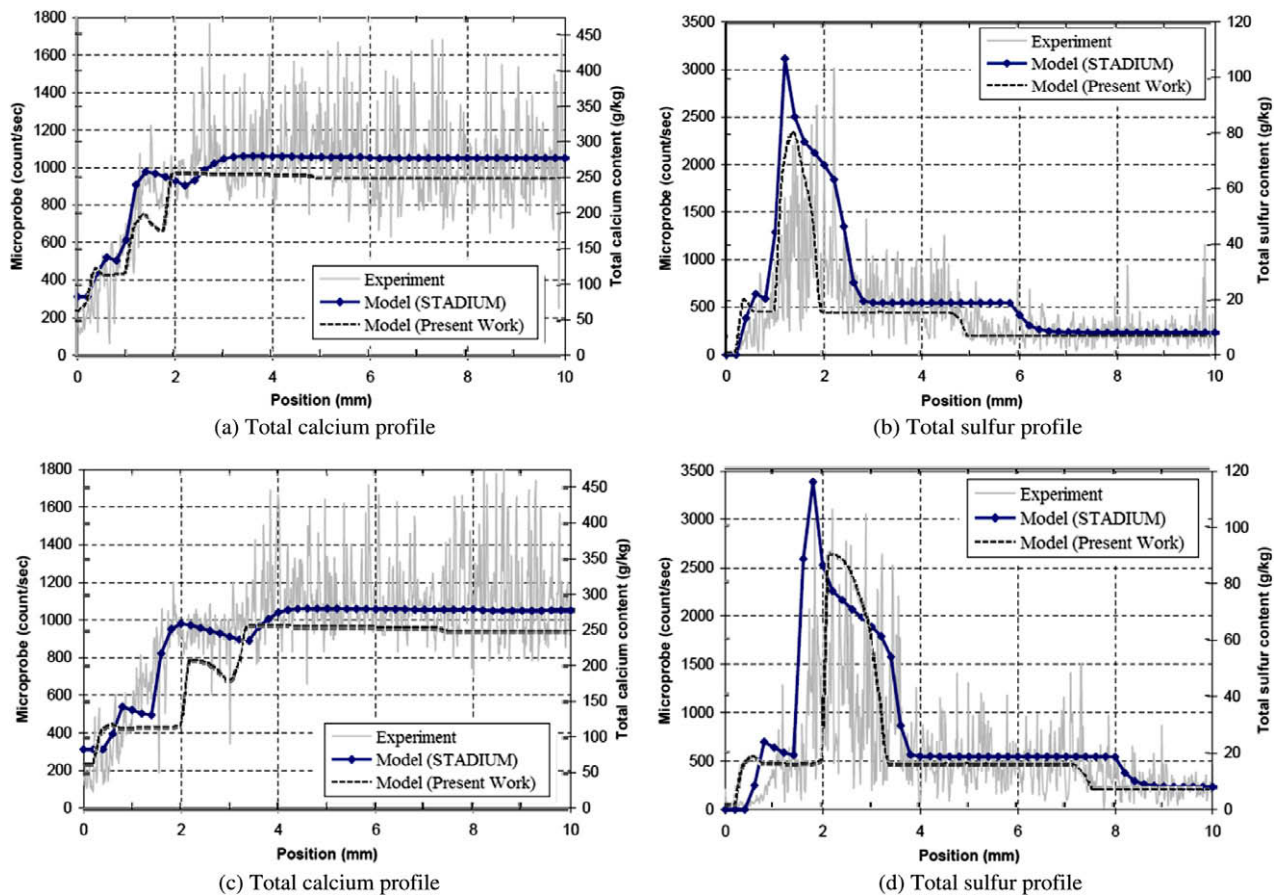 1800
1600
1400
1200
1000
800
600
400
200
0
Microprobe (count/sec)
450
400
350
300
250
200
150
100
50
0
Total calcium content (g/kg)
Experiment
Model (STADIUM)
Model (Present Work)
0 2 4 6 8 10
Position (mm)
(a) Total calcium profile
3500
3000
2500
2000
1500
1000
500
0
Microprobe (count/sec)
120
100
80
60
40
20
0
Total sulfur content (g/kg)
Experiment
Model (STADIUM)
Model (Present Work)
0 2 4 6 8 10
Position (mm)
(b) Total sulfur profile
1800
1600
1400
1200
1000
800
600
400
200
0
Microprobe (count/sec)
450
400
350
300
250
200
150
100
50
0
Total calcium content (g/kg)
Experiment
Model (STADIUM)
Model (Present Work)
0 2 4 6 8 10
Position (mm)
(c) Total calcium profile
3500
3000
2500
2000
1500
1000
500
0
Microprobe (count/sec)
120
100
80
60
40
20
0
Total sulfur content (g/kg)
Experiment
Model (STADIUM)
Model (Present Work)
0 2 4 6 8 10
Position (mm)
(d) Total sulfur profile